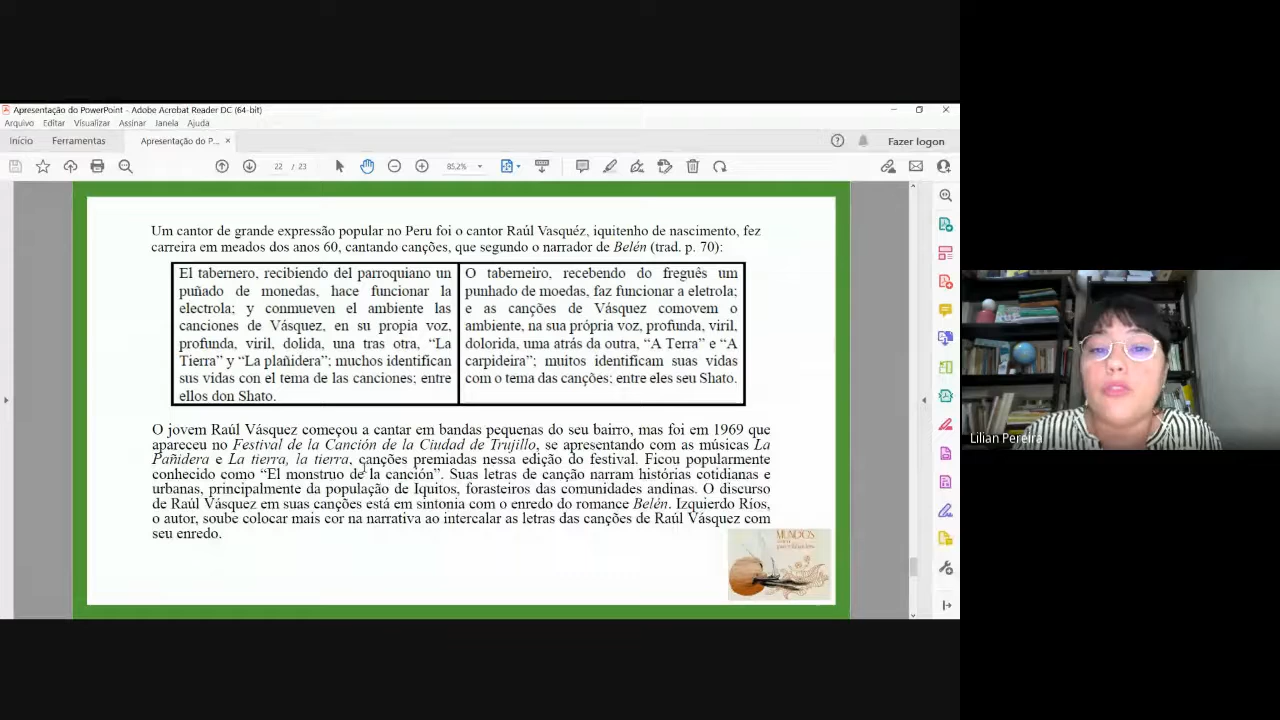 Apresentação do PowerPoint - Adobe Acrobat Reader DC (64-bit)
Arquivo Editar Visualizar Assinar Janela Ajuda
Início Ferramentas Apresentação do P... × Fazer logon
22 / 23 85,2%
Um cantor de grande expressão popular no Peru foi o cantor Raúl Vasquéz, iquitenho de nascimento, fez
carreira em meados dos anos 60, cantando canções, que segundo o narrador de Belén (trad. p. 70):
El tabernero, recibiendo del parroquiano un
puñado de monedas, hace funcionar la
electrola; y conmueven el ambiente las
canciones de Vásquez, en su propia voz,
profunda, viril, dolida, una tras otra, “La
Tierra” y “La plañidera”; muchos identifican
sus vidas con el tema de las canciones; entre
ellos don Shato.
O taberneiro, recebendo do freguês um
punhado de moedas, faz funcionar a eletrola;
e as canções de Vásquez comovem o
ambiente, na sua própria voz, profunda, viril,
dolorida, uma atrás da outra, “A Terra” e “A
carpideira”; muitos identificam suas vidas
com o tema das canções; entre eles seu Shato.
O jovem Raúl Vásquez começou a cantar em bandas pequenas do seu bairro, mas foi em 1969 que
apareceu no Festival de la Canción de la Ciudad de Trujillo, se apresentando com as músicas La
Pañidera e La tierra, la tierra, canções premiadas nessa edição do festival. Ficou popularmente
conhecido como “El monstruo de la canción”. Suas letras de canção narram histórias cotidianas e
urbanas, principalmente da população de Iquitos, forasteiros das comunidades andinas. O discurso
de Raúl Vásquez em suas canções está em sintonia com o enredo do romance Belén. Izquierdo Ríos,
o autor, soube colocar mais cor na narrativa ao intercalar as letras das canções de Raúl Vásquez com
seu enredo.
MUNDOS
Lilian Pereira